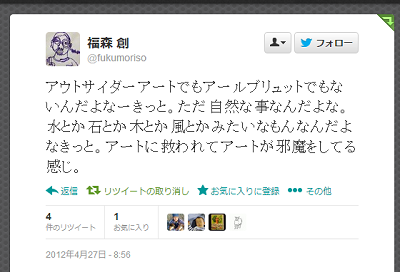 福森 創
@fukumoriso
フォロー
アウトサイダーアートでもアールブリュットでもな
いんだよなーきっと。ただ自然な事なんだよな。
水とか石とか木とか風とかみたいなもんなんだよ
なきっと。アートに救われてアートが邪魔をしてる
感じ。
返信 リツイートの取り消し お気に入りに登録 その他
4 1
件のリツイート お気に入り
2012年4月27日 - 8:56